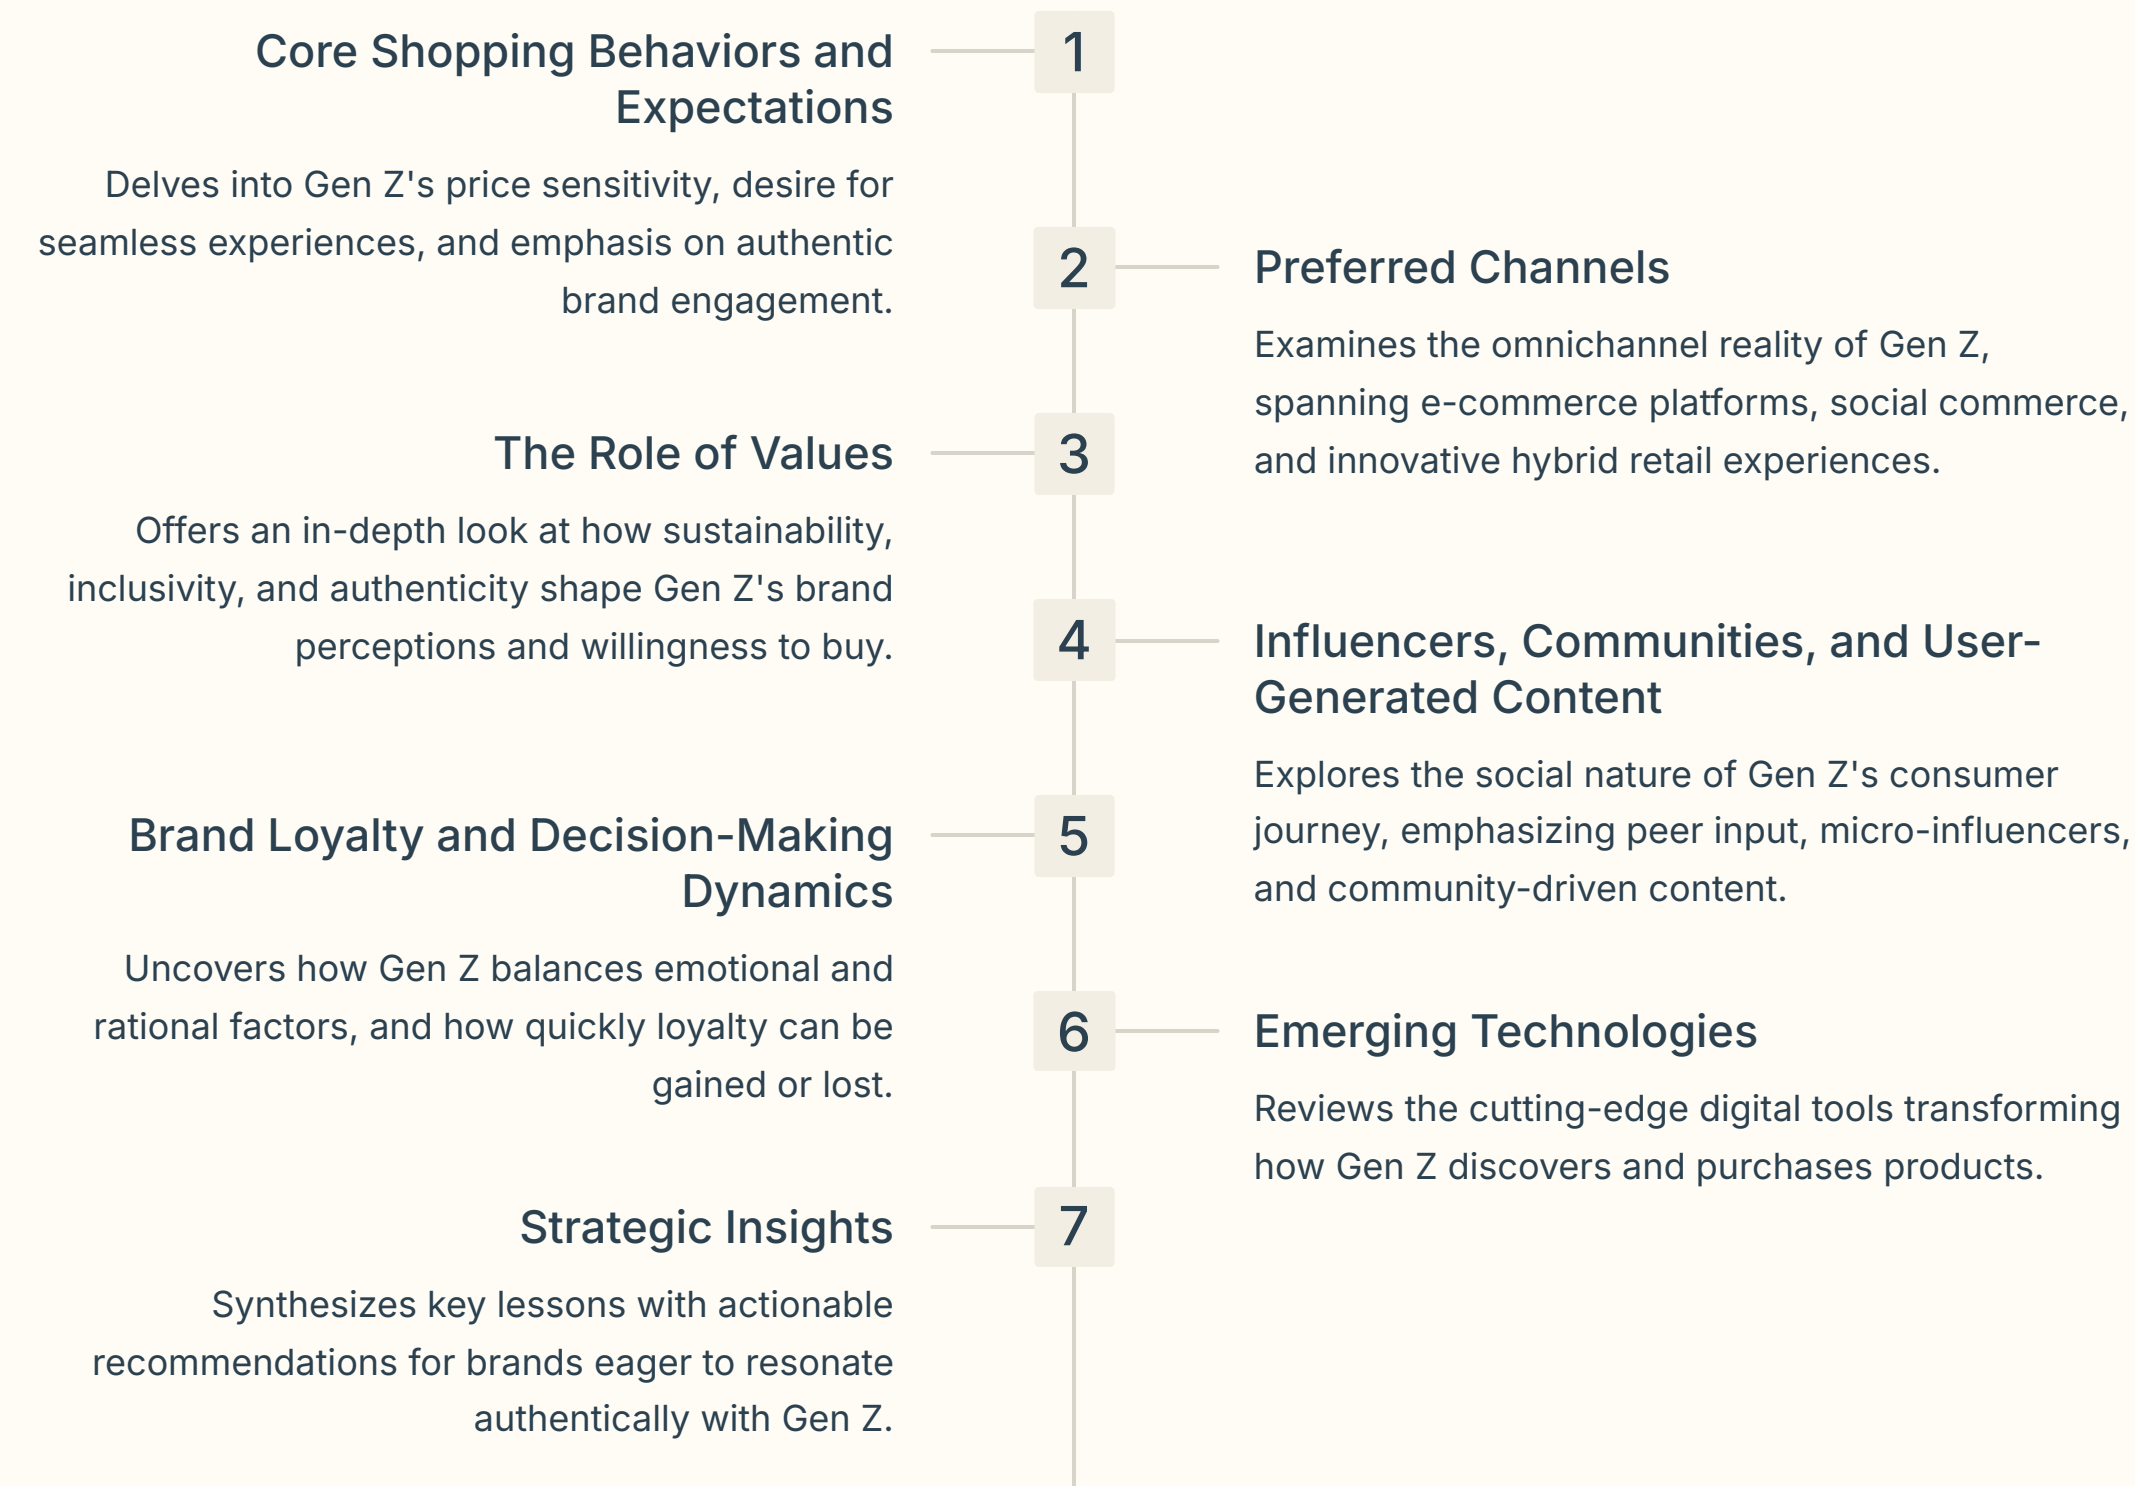 1
Core Shopping Behaviors and
Expectations
Delves into Gen Z's price sensitivity, desire for
seamless experiences, and emphasis on authentic
brand engagement.
2
Preferred Channels
Examines the omnichannel reality of Gen Z,
spanning e-commerce platforms, social commerce,
and innovative hybrid retail experiences.
3
The Role of Values
Offers an in-depth look at how sustainability,
inclusivity, and authenticity shape Gen Z's brand
perceptions and willingness to buy.
4
Influencers, Communities, and User-
Generated Content
Explores the social nature of Gen Z's consumer
journey, emphasizing peer input, micro-influencers,
and community-driven content.
5
Brand Loyalty and Decision-Making
Dynamics
Uncovers how Gen Z balances emotional and
rational factors, and how quickly loyalty can be
gained or lost.
6
Emerging Technologies
Reviews the cutting-edge digital tools transforming
how Gen Z discovers and purchases products.
7
Strategic Insights
Synthesizes key lessons with actionable
recommendations for brands eager to resonate
authentically with Gen Z.